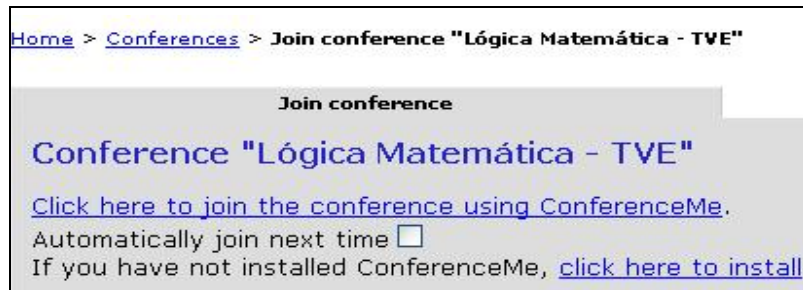 Home > Conferences > Join conference "Lógica Matemática - TVE"
Join conference
Conference "Lógica Matemática - TVE"
Click here to join the conference using ConferenceMe.
Automatically join next time
If you have not installed ConferenceMe, click here to install